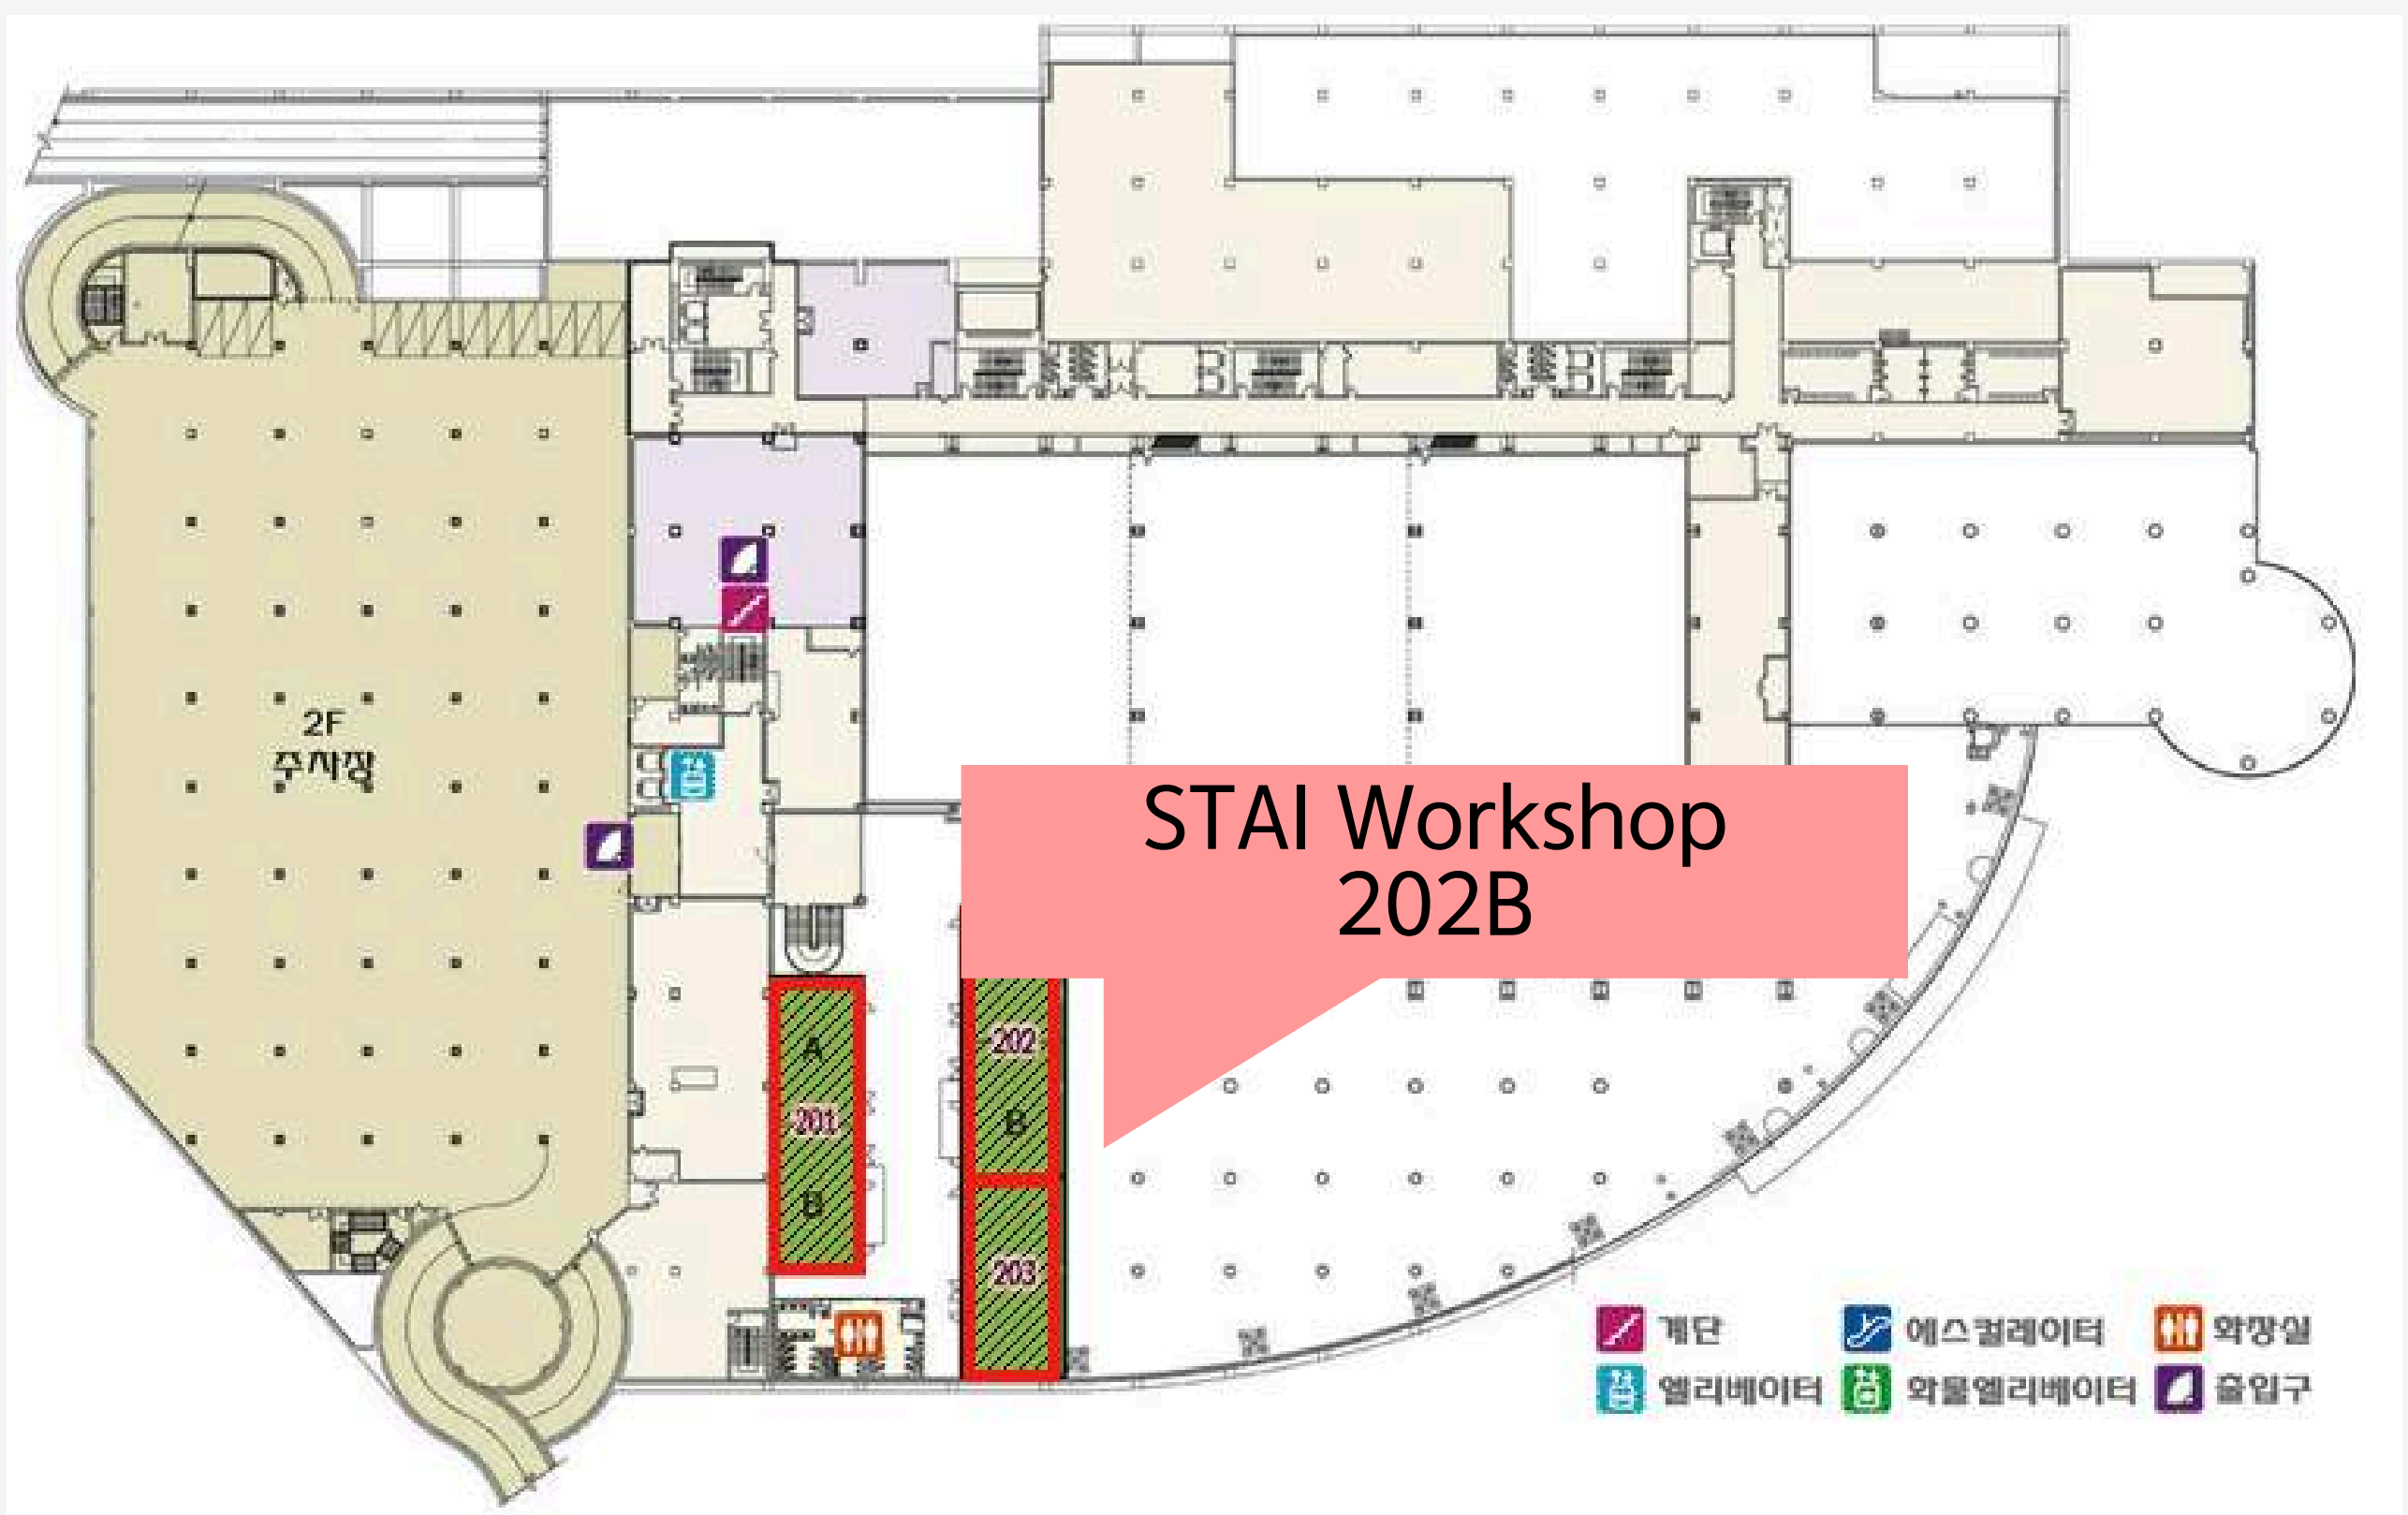 2F
주차장
STAI Workshop
202B
A
201
B
202
B
203
계단
에스컬레이터
화장실
엘리베이터
화물엘리베이터
출입구